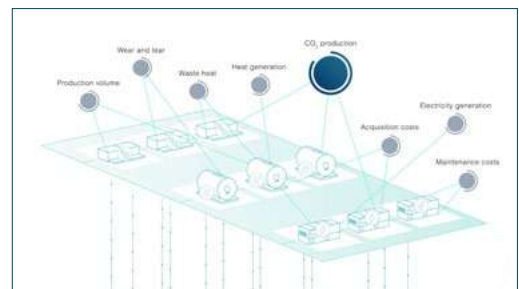 CO₂ production
Wear and tear
Waste heat
Heat generation
Production volume
Electricity generation
Acquisition costs
Maintenance costs